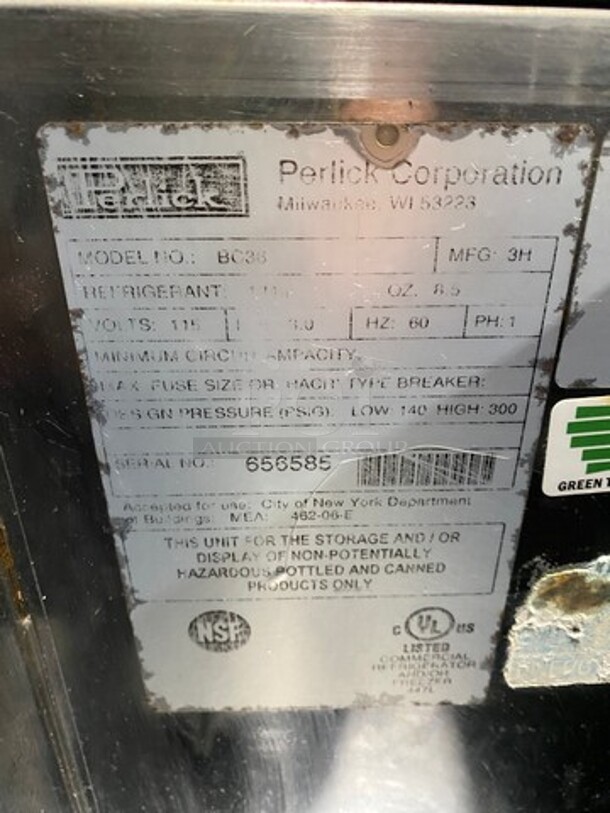 Perlick
Perlick Corporation
Milwaukee, WI 53223
MODEL NO.: BC36
MFG: 3H
REFRIGERANT:
OZ. 8.5
VOLTS: 115
3.0
HZ: 60
PH: 1
MINIMUM CIRCUIT AMPACITY:
MAX. FUSE SIZE OR HACR TYPE BREAKER:
DESIGN PRESSURE (PSIG): LOW: 140 HIGH: 300
AUCTION GROUP
SERIAL NO.: 656585
Accepted for use: City of New York Department
of Buildings: MEA: 462-06-E
THIS UNIT FOR THE STORAGE AND / OR
DISPLAY OF NON-POTENTIALLY
HAZARDOUS BOTTLED AND CANNED
PRODUCTS ONLY
NSF
C UL US
LISTED
COMMERCIAL
REFRIGERATOR
AND/OR
FREEZER
GREEN